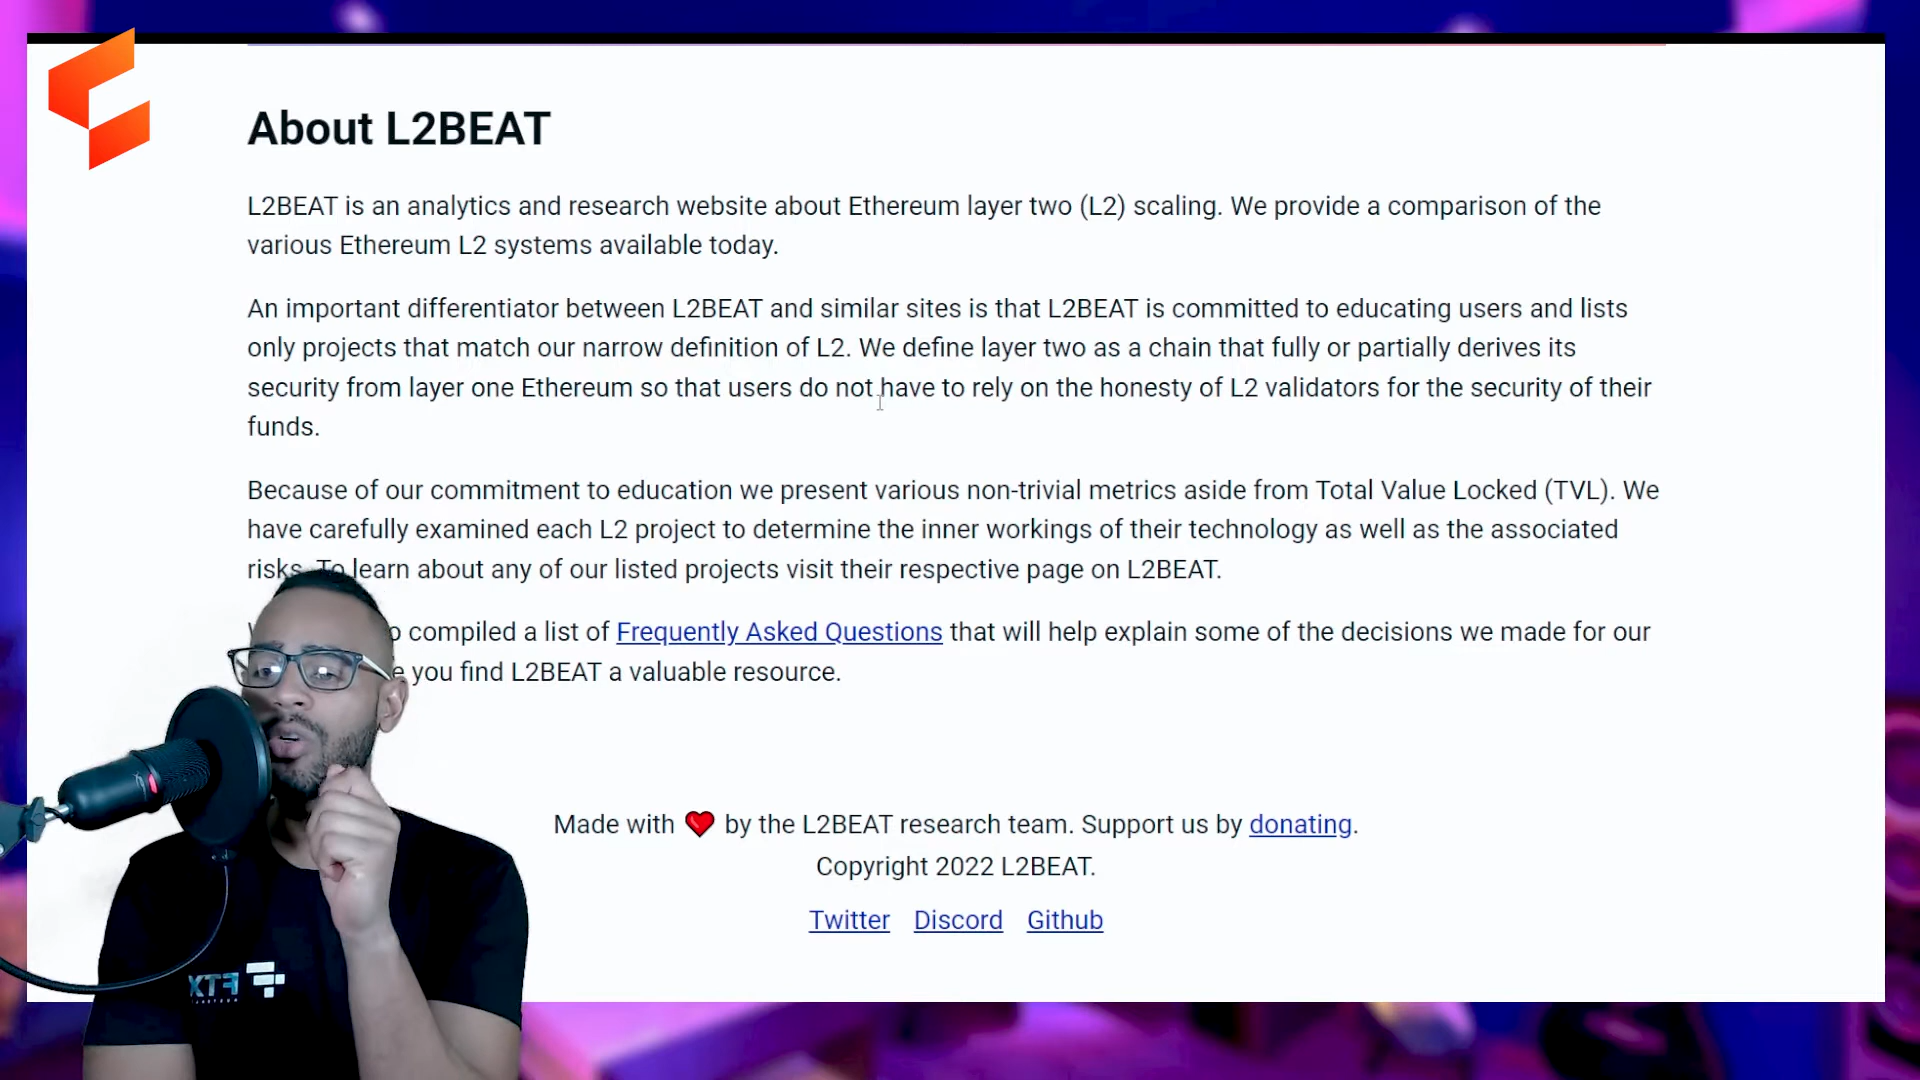 About L2BEAT
L2BEAT is an analytics and research website about Ethereum layer two (L2) scaling. We provide a comparison of the
various Ethereum L2 systems available today.
An important differentiator between L2BEAT and similar sites is that L2BEAT is committed to educating users and lists
only projects that match our narrow definition of L2. We define layer two as a chain that fully or partially derives its
security from layer one Ethereum so that users do not have to rely on the honesty of L2 validators for the security of their
funds.
Because of our commitment to education we present various non-trivial metrics aside from Total Value Locked (TVL). We
have carefully examined each L2 project to determine the inner workings of their technology as well as the associated
risks. To learn about any of our listed projects visit their respective page on L2BEAT.
compiled a list of Frequently Asked Questions that will help explain some of the decisions we made for our
you find L2BEAT a valuable resource.
Made with ❤ by the L2BEAT research team. Support us by donating.
Copyright 2022 L2BEAT.
Twitter Discord Github
FTX